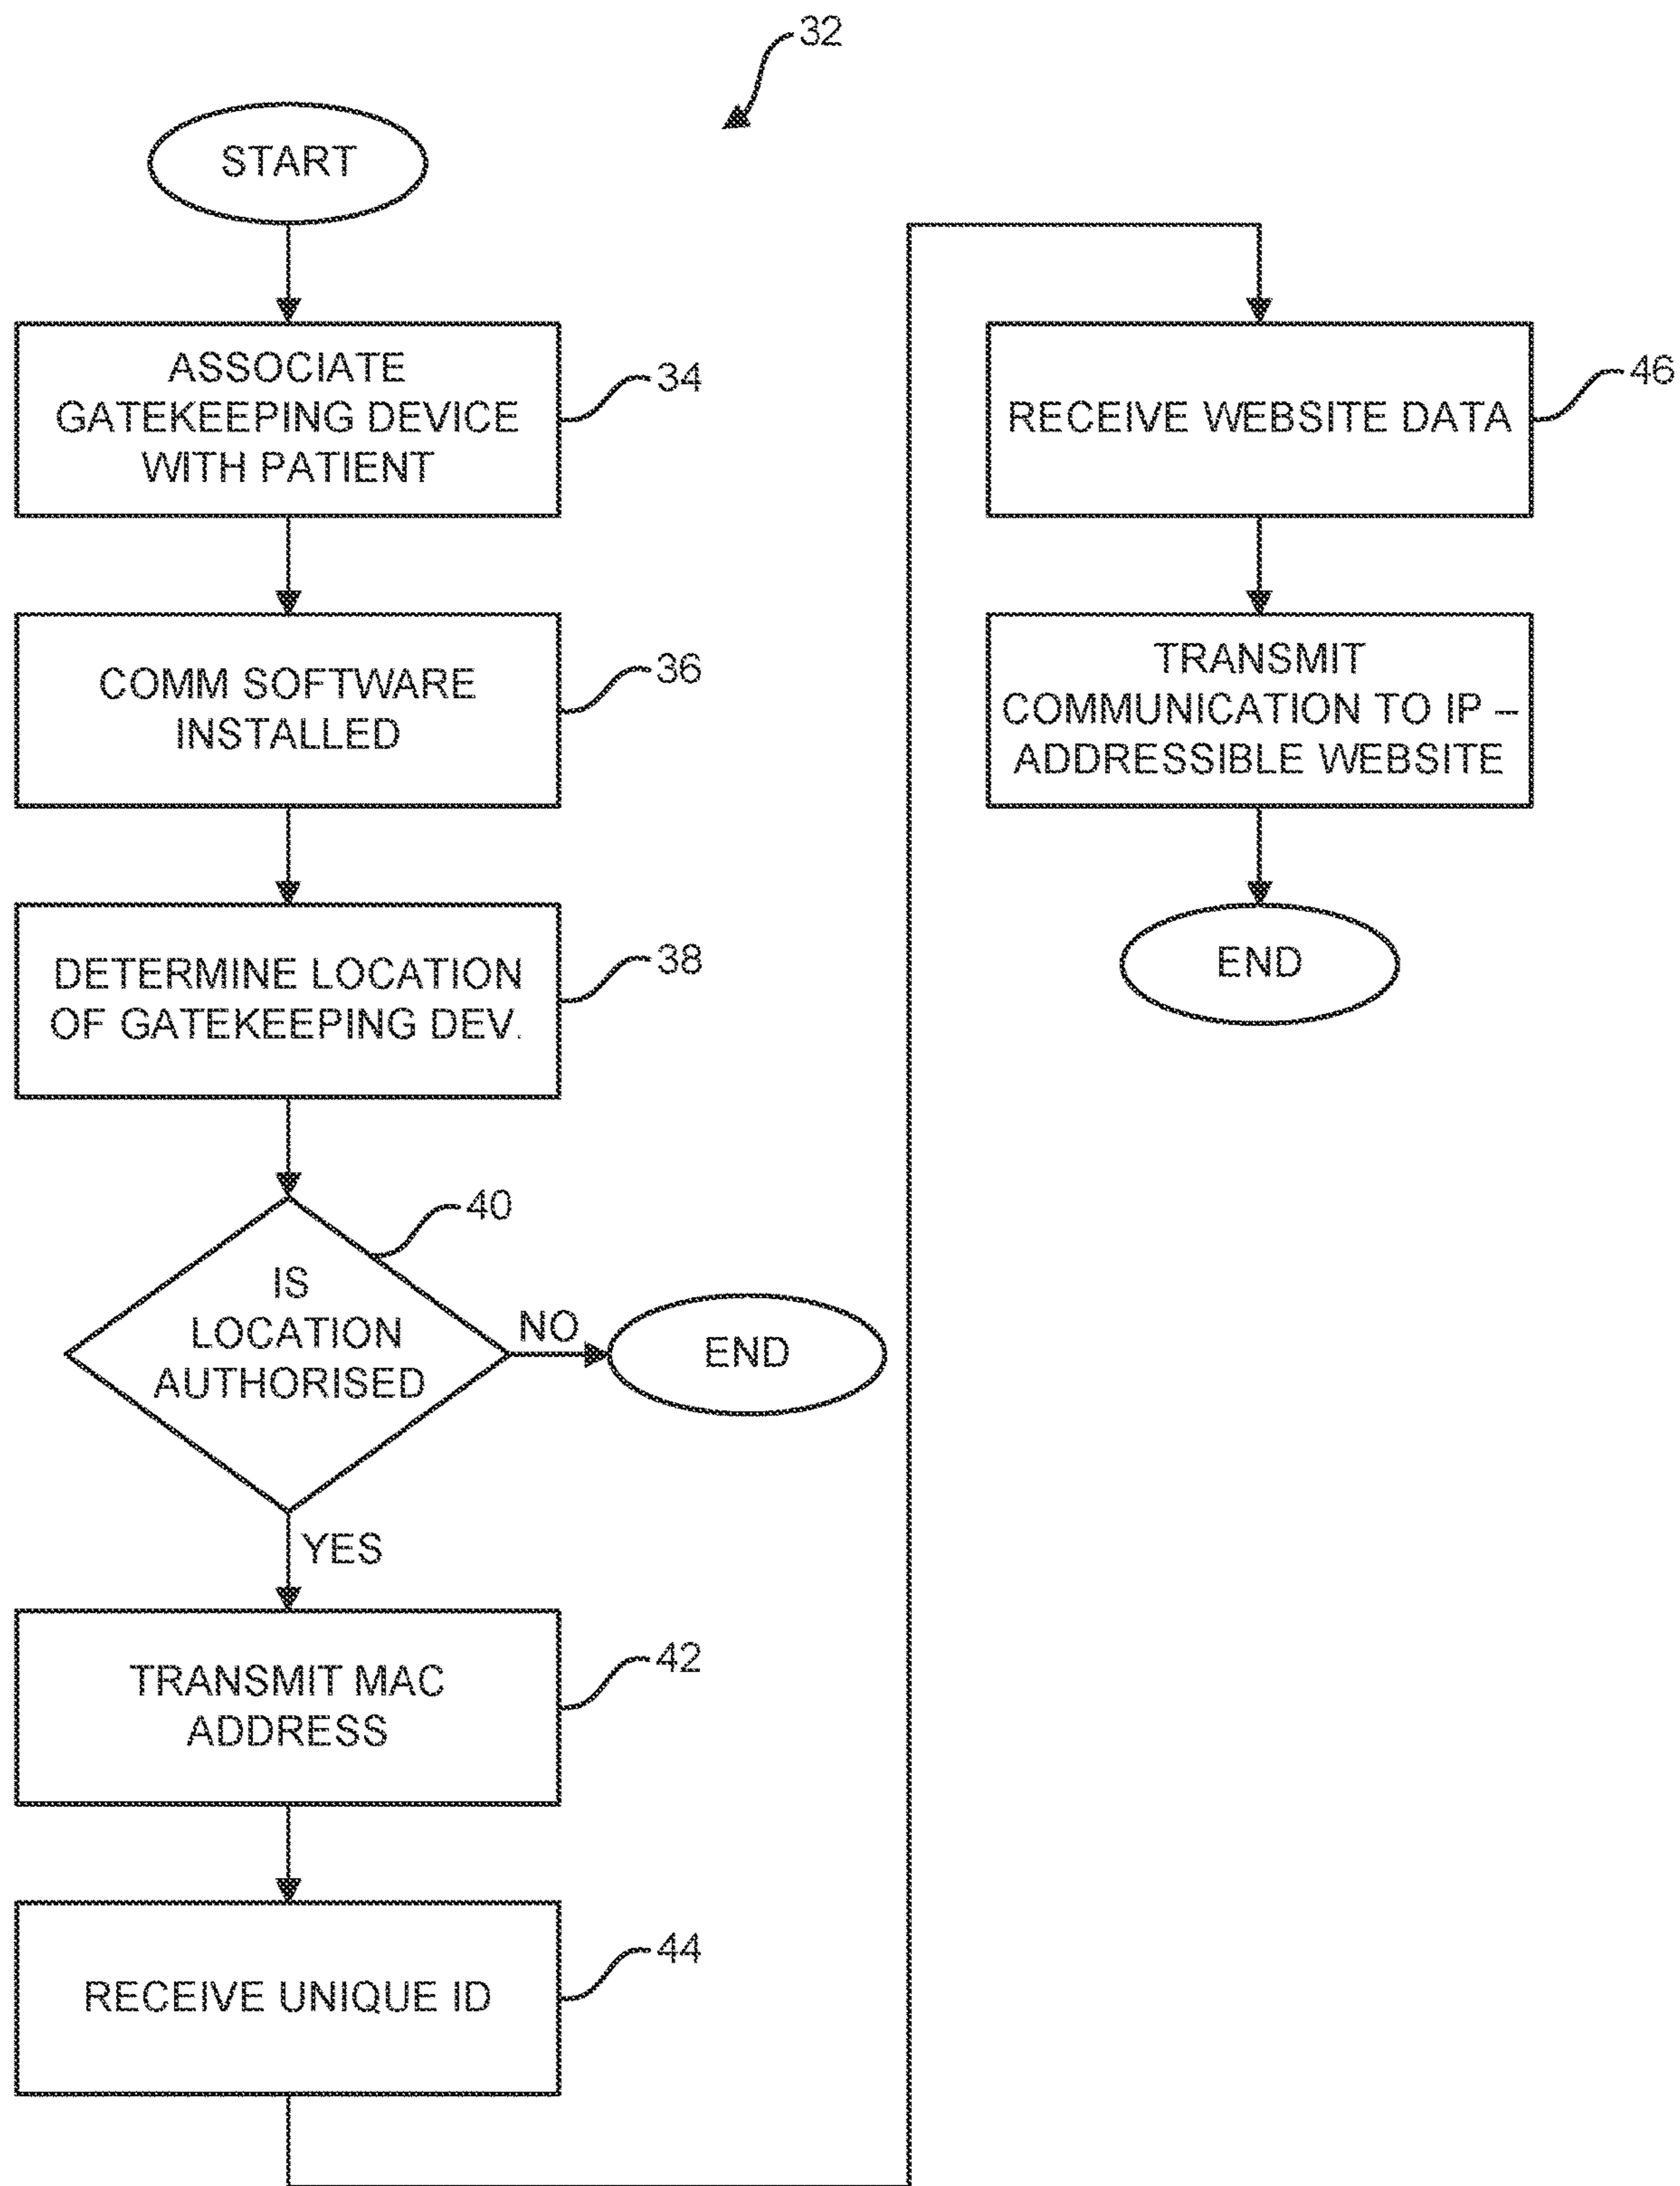 32
START
ASSOCIATE
GATEKEEPING DEVICE
WITH PATIENT
34
COMM SOFTWARE
INSTALLED
36
DETERMINE LOCATION
OF GATEKEEPING DEV.
38
IS
LOCATION
AUTHORISED
40
NO
END
YES
TRANSMIT MAC
ADDRESS
42
RECEIVE UNIQUE ID
44
RECEIVE WEBSITE DATA
46
TRANSMIT
COMMUNICATION TO IP –
ADDRESSIBLE WEBSITE
END